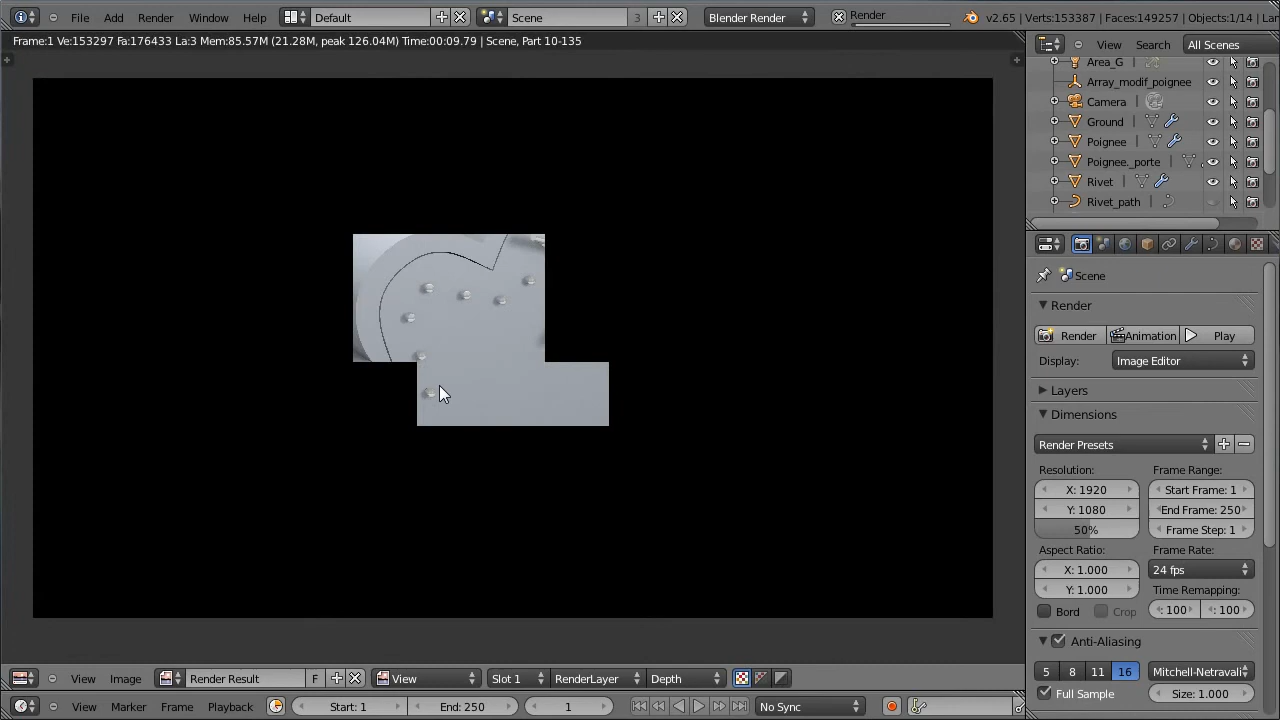 File Add Render Window Help Default Scene 3 Blender Render Render v2.65 | Verts:153387 | Faces:149257 | Objects:1/14 | Lar
Frame:1 Ve:153297 Fa:176433 La:3 Mem:85.57M (21.28M, peak 126.04M) Time:00:09.79 | Scene, Part 10-135
View Search All Scenes
Area_G
Array_modif_poignee
Camera
Ground
Poignee
Poignee._porte
Rivet
Rivet_path
Scene
Render
Render Animation Play
Display: Image Editor
Layers
Dimensions
Render Presets
Resolution: Frame Range:
X: 1920 Start Frame: 1
Y: 1080 End Frame: 250
50% Frame Step: 1
Aspect Ratio: Frame Rate:
X: 1.000 24 fps
Y: 1.000 Time Remapping:
Bord Crop : 100 : 100
Anti-Aliasing
5 8 11 16 Mitchell-Netravali
Full Sample Size: 1.000
View Image Render Result F View Slot 1 RenderLayer Depth
View Marker Frame Playback Start: 1 End: 250 1 No Sync